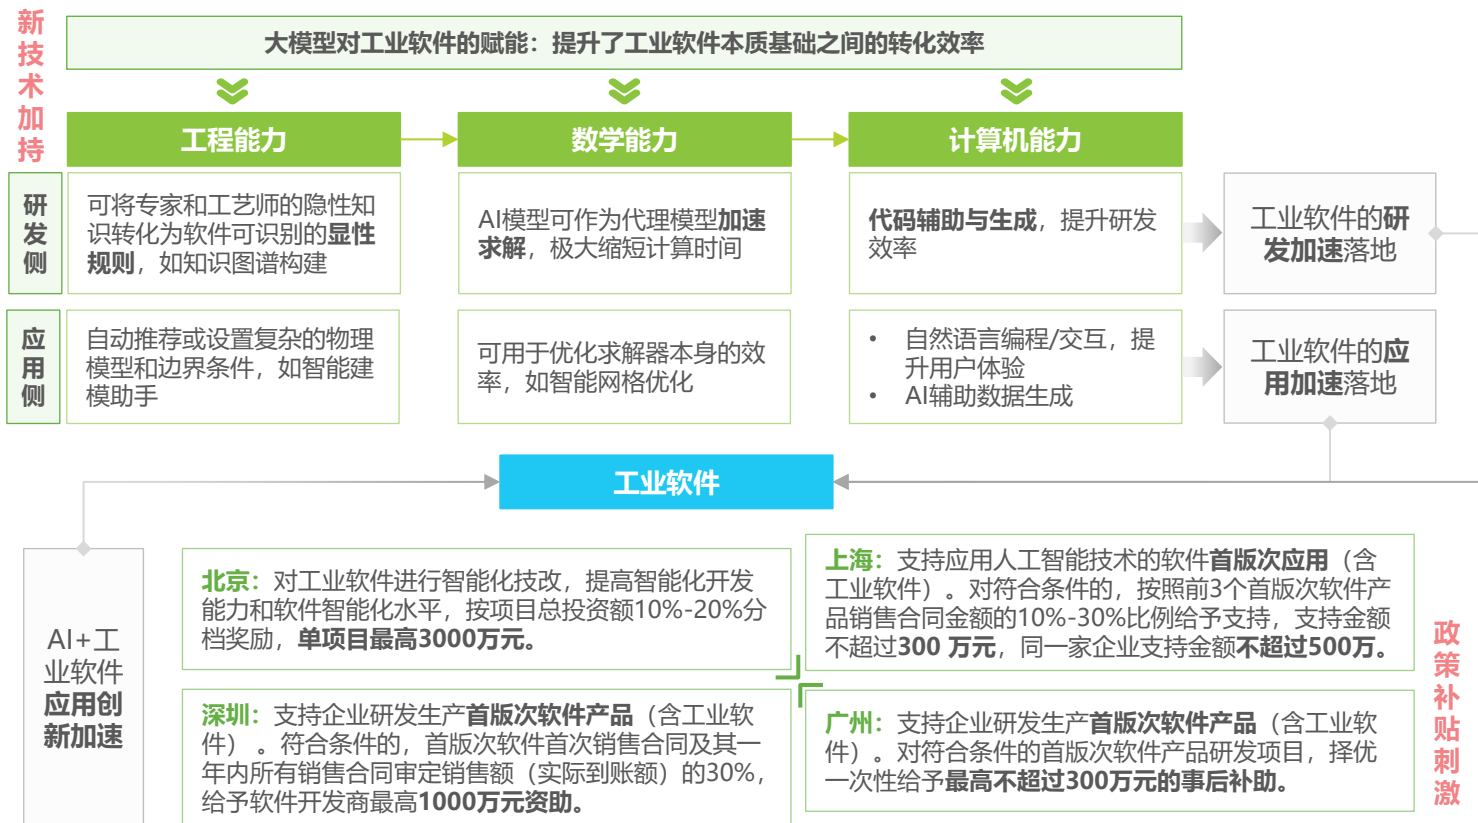 新技术加持
大模型对工业软件的赋能：提升了工业软件本质基础之间的转化效率
工程能力
数学能力
计算机能力
研发侧
可将专家和工艺师的隐性知
识转化为软件可识别的显性
规则，如知识图谱构建
AI模型可作为代理模型加速
求解，极大缩短计算时间
代码辅助与生成，提升研发
效率
工业软件的研
发加速落地
应用侧
自动推荐或设置复杂的物理
模型和边界条件，如智能建
模助手
可用于优化求解器本身的效
率，如智能网格优化
• 自然语言编程/交互，提
升用户体验
• AI辅助数据生成
工业软件的应
用加速落地
工业软件
AI+工
业软件
应用创
新加速
北京：对工业软件进行智能化技改，提高智能化开发
能力和软件智能化水平，按项目总投资额10%-20%分
档奖励，单项目最高3000万元。
上海：支持应用人工智能技术的软件首版次应用（含
工业软件）。对符合条件的，按照前3个首版次软件产
品销售合同金额的10%-30%比例给予支持，支持金额
不超过300 万元，同一家企业支持金额不超过500万。
深圳：支持企业研发生产首版次软件产品（含工业软
件） 。符合条件的，首版次软件首次销售合同及其一
年内所有销售合同审定销售额（实际到账额）的30%，
给予软件开发商最高1000万元资助。
广州：支持企业研发生产首版次软件产品（含工业软
件）。对符合条件的首版次软件产品研发项目，择优
一次性给予最高不超过300万元的事后补助。
政策补贴刺激